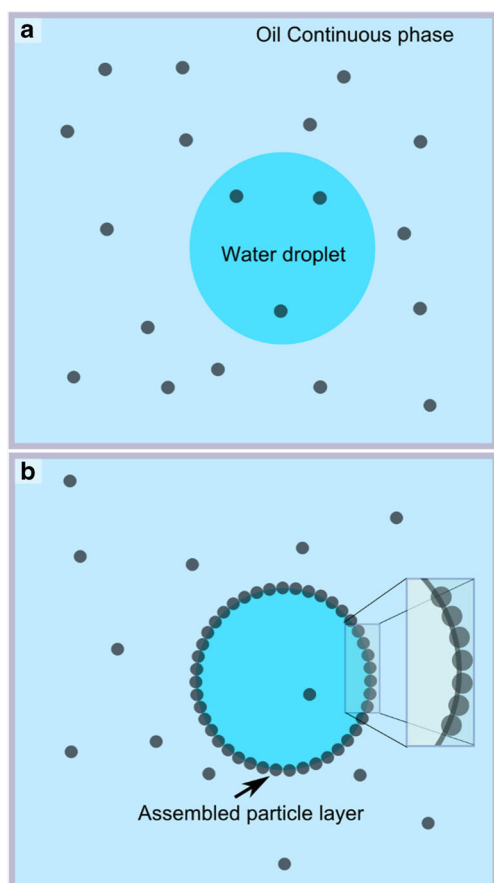 a
Oil Continuous phase
Water droplet
b
Assembled particle layer